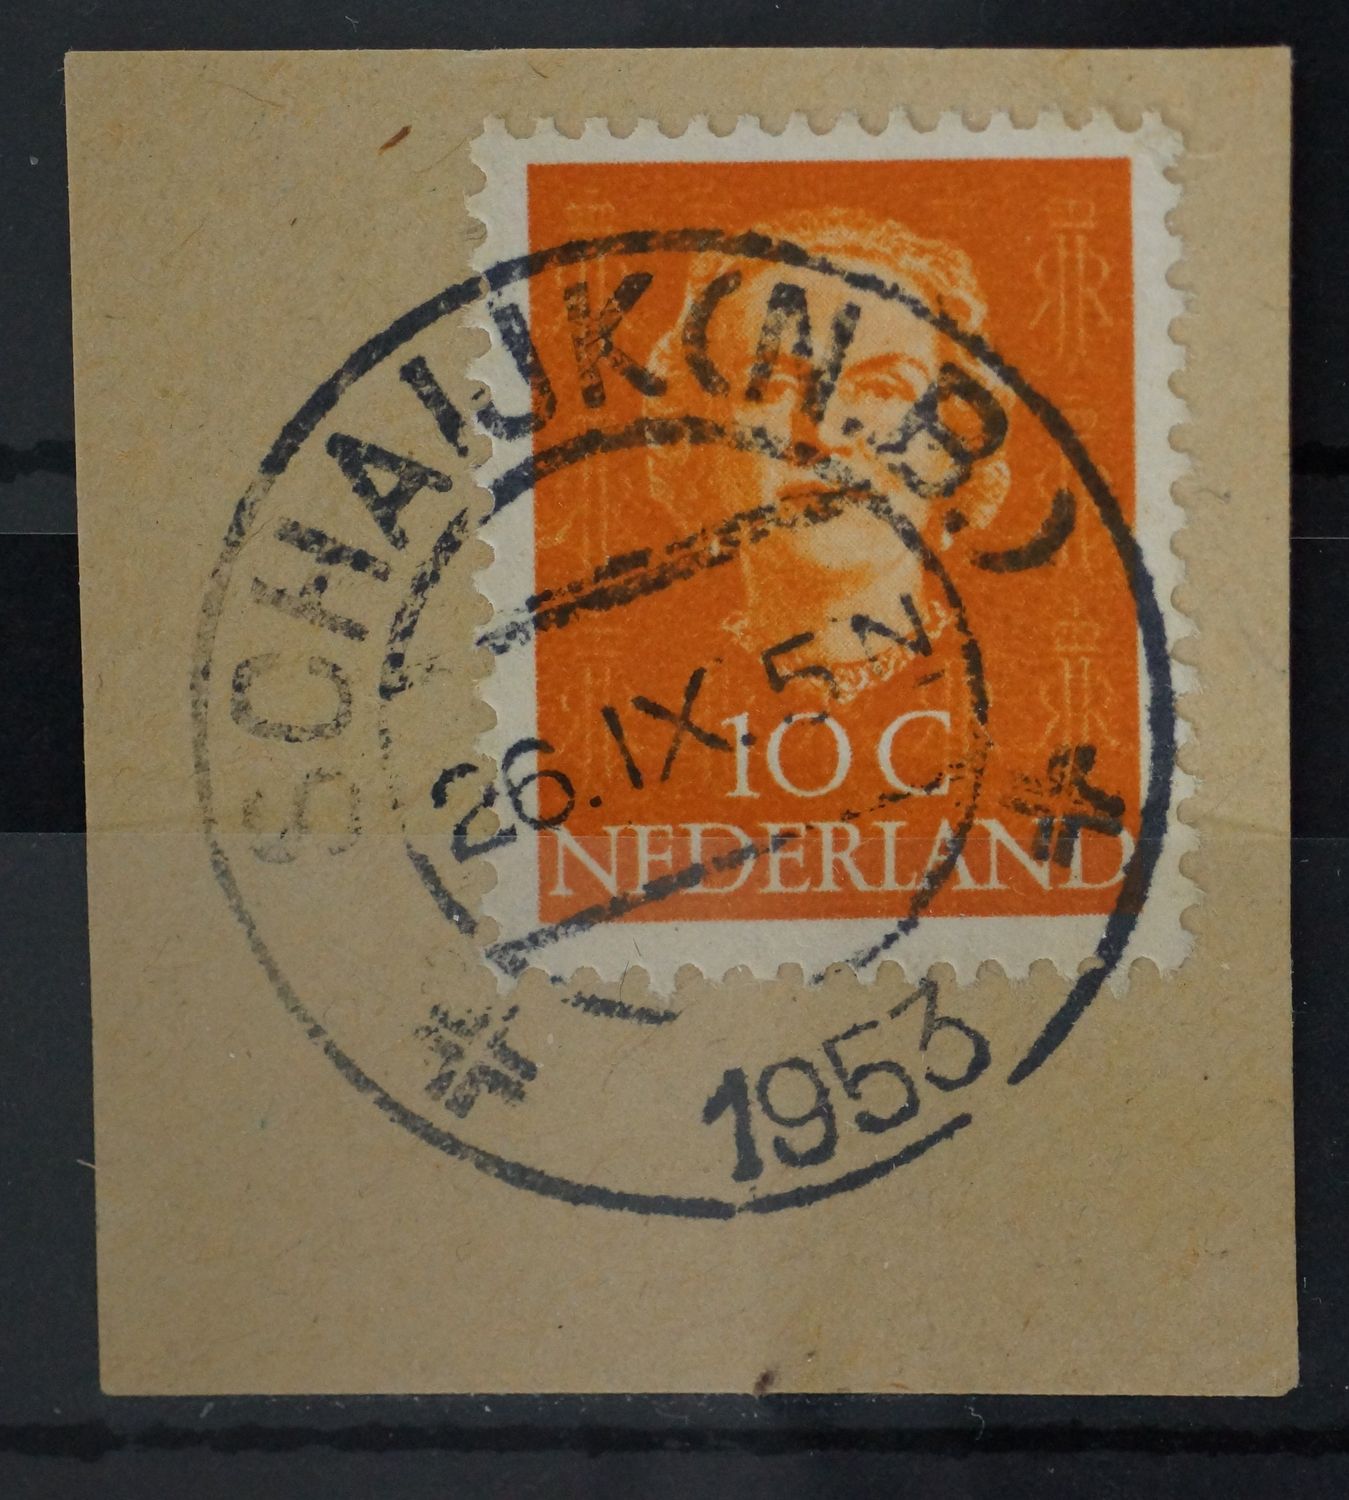 SCHAIJK (N.B.)
26.IX.5 N
10 C
NEDERLAND
1953